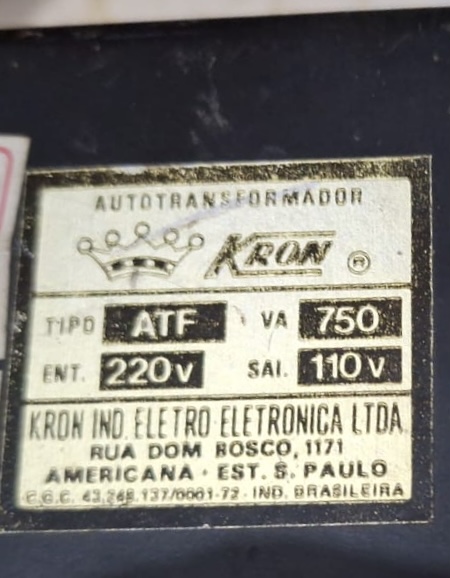 AUTOTRANSFORMADOR
KRON ®
TIPO ATF VA 750
ENT. 220V SAI. 110V
KRON IND. ELETRO ELETRONICA LTDA
RUA DOM BOSCO, 1171
AMERICANA · EST. S. PAULO
C.G.C. 43.248.137/0001-72 · IND. BRASILEIRA